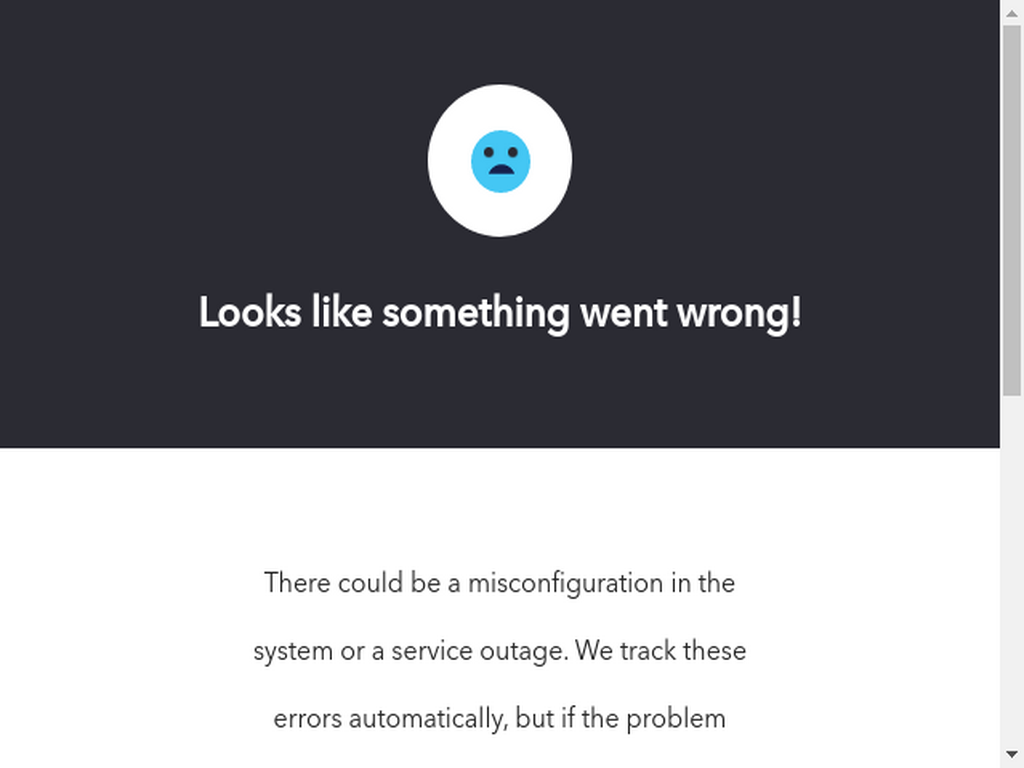 Looks like something went wrong!
There could be a misconfiguration in the
system or a service outage. We track these
errors automatically, but if the problem